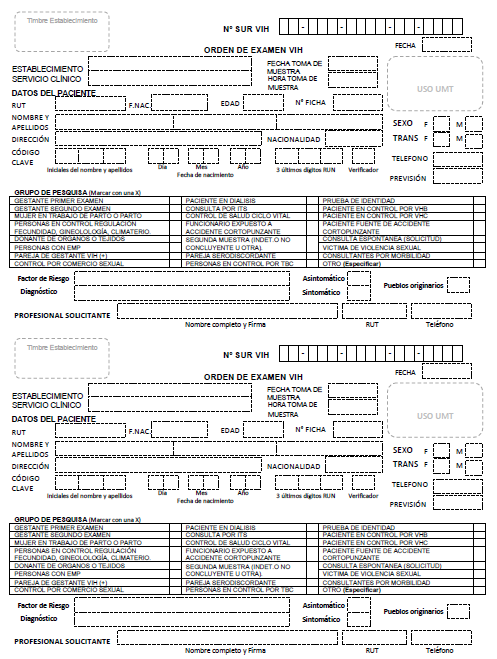 Timbre Establecimiento
N° SUR VIH
ORDEN DE EXAMEN VIH
FECHA
ESTABLECIMIENTO
SERVICIO CLÍNICO
FECHA TOMA DE
MUESTRA
HORA TOMA DE
MUESTRA
USO UMT
DATOS DEL PACIENTE
RUT F.NAC EDAD N° FICHA
NOMBRE Y
APELLIDOS
SEXO F M
DIRECCIÓN NACIONALIDAD
TRANS F M
CÓDIGO
CLAVE
TELEFONO
Iniciales del nombre y apellidos Día Mes Año 3 últimos dígitos RUN Verificador
Fecha de nacimiento
PREVISIÓN
GRUPO DE PESQUISA (Marcar con una X)
GESTANTE PRIMER EXAMEN PACIENTE EN DIALISIS PRUEBA DE IDENTIDAD
GESTANTE SEGUNDO EXAMEN CONSULTA POR ITS PACIENTE EN CONTROL POR VHB
MUJER EN TRABAJO DE PARTO O PARTO CONTROL DE SALUD CICLO VITAL PACIENTE EN CONTROL POR VHC
PERSONAS EN CONTROL REGULACIÓN FECUNDIDAD, GINEOLOGÍA, CLIMATERIO. FUNCIONARIO EXPUESTO A ACCIDENTE CORTOPUNZANTE PACIENTE FUENTE DE ACCIDENTE CORTOPUNZANTE
DONANTE DE ORGANOS O TEJIDOS SEGUNDA MUESTRA (INDET.O NO CONCLUYENTE U OTRA). CONSULTA ESPONTANEA (SOLICITUD)
PERSONAS CON EMP VICTIMA DE VIOLENCIA SEXUAL
PAREJA DE GESTANTE VIH (+) PAREJA SERODISCORDANTE CONSULTANTES POR MORBILIDAD
CONTROL POR COMERCIO SEXUAL PERSONAS EN CONTROL POR TBC OTRO (Especificar)
Factor de Riesgo Asintomático Pueblos originarios
Diagnóstico Sintomático
PROFESIONAL SOLICITANTE
Nombre completo y Firma RUT Teléfono
Timbre Establecimiento
N° SUR VIH
ORDEN DE EXAMEN VIH
FECHA
ESTABLECIMIENTO
SERVICIO CLÍNICO
FECHA TOMA DE
MUESTRA
HORA TOMA DE
MUESTRA
USO UMT
DATOS DEL PACIENTE
RUT F.NAC EDAD N° FICHA
NOMBRE Y
APELLIDOS
SEXO F M
DIRECCIÓN NACIONALIDAD
TRANS F M
CÓDIGO
CLAVE
TELEFONO
Iniciales del nombre y apellidos Día Mes Año 3 últimos dígitos RUN Verificador
Fecha de nacimiento
PREVISIÓN
GRUPO DE PESQUISA (Marcar con una X)
GESTANTE PRIMER EXAMEN PACIENTE EN DIALISIS PRUEBA DE IDENTIDAD
GESTANTE SEGUNDO EXAMEN CONSULTA POR ITS PACIENTE EN CONTROL POR VHB
MUJER EN TRABAJO DE PARTO O PARTO CONTROL DE SALUD CICLO VITAL PACIENTE EN CONTROL POR VHC
PERSONAS EN CONTROL REGULACIÓN FECUNDIDAD, GINEOLOGÍA, CLIMATERIO. FUNCIONARIO EXPUESTO A ACCIDENTE CORTOPUNZANTE PACIENTE FUENTE DE ACCIDENTE CORTOPUNZANTE
DONANTE DE ORGANOS O TEJIDOS SEGUNDA MUESTRA (INDET.O NO CONCLUYENTE U OTRA). CONSULTA ESPONTANEA (SOLICITUD)
PERSONAS CON EMP VICTIMA DE VIOLENCIA SEXUAL
PAREJA DE GESTANTE VIH (+) PAREJA SERODISCORDANTE CONSULTANTES POR MORBILIDAD
CONTROL POR COMERCIO SEXUAL PERSONAS EN CONTROL POR TBC OTRO (Especificar)
Factor de Riesgo Asintomático Pueblos originarios
Diagnóstico Sintomático
PROFESIONAL SOLICITANTE
Nombre completo y Firma RUT Teléfono